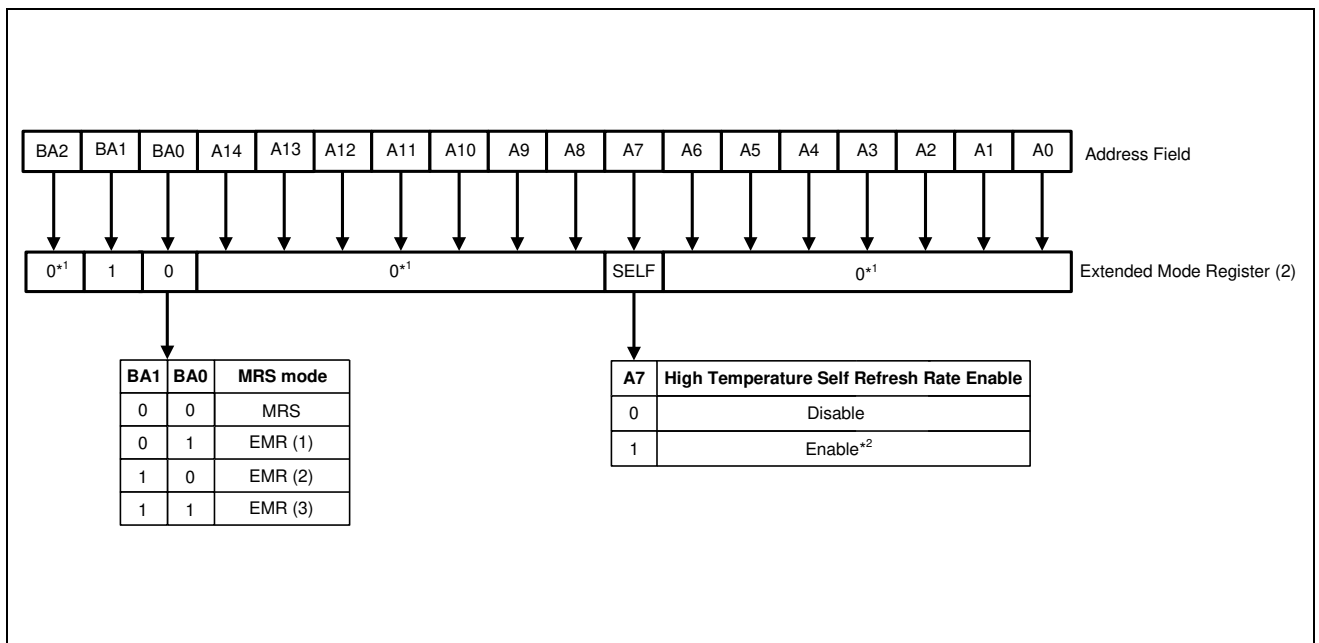 BA2 BA1 BA0 A14 A13 A12 A11 A10 A9 A8 A7 A6 A5 A4 A3 A2 A1 A0 Address Field
0*1 1 0 0*1 SELF 0*1 Extended Mode Register (2)
BA1 BA0 MRS mode
0 0 MRS
0 1 EMR (1)
1 0 EMR (2)
1 1 EMR (3)
A7 High Temperature Self Refresh Rate Enable
0 Disable
1 Enable*2